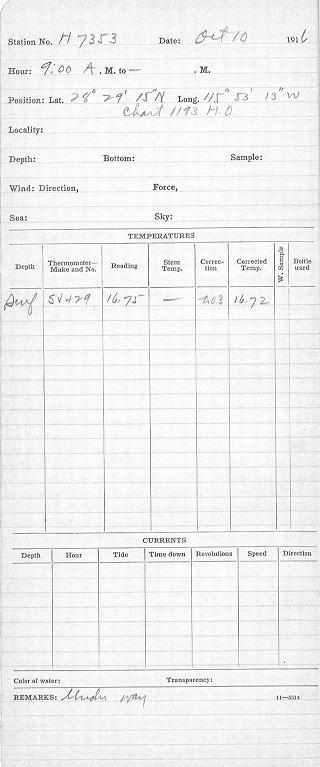 Station No. H 7353 Date: Oct 10 1916
Hour: 9:00 A. M. to — . M.
Position: Lat. 28° 29' 15"N Long. 115° 53' 13"W
Chart 1193 H.O
Locality:
Depth: Bottom: Sample:
Wind: Direction, Force,
Sea: Sky:
TEMPERATURES
Depth Thermometer—Make and No. Reading Stem Temp. Correction Corrected Temp. W. Sample Bottle used
Surf SV429 16.75 — -0.03 16.72
CURRENTS
Depth Hour Tide Time down Revolutions Speed Direction
Color of water: Transparency:
REMARKS: Under way 11—5314